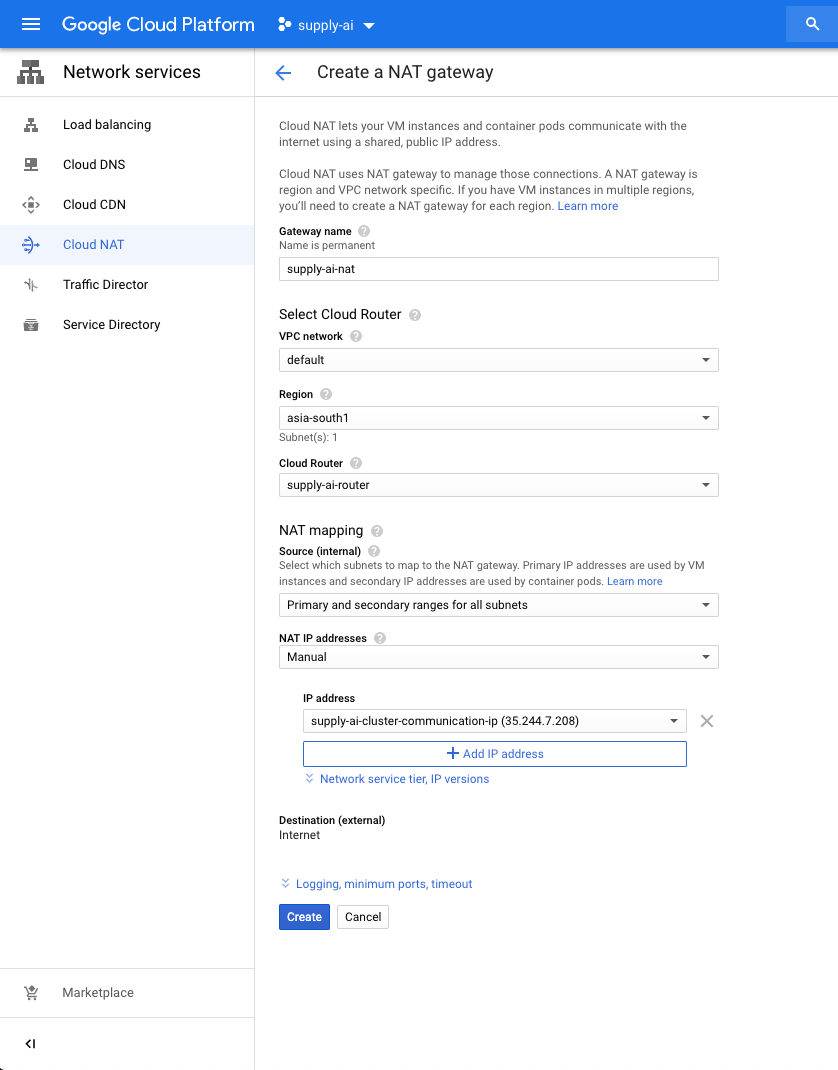 Google Cloud Platform
supply-ai
Network services
Create a NAT gateway
Load balancing
Cloud DNS
Cloud CDN
Cloud NAT
Traffic Director
Service Directory
Marketplace
Cloud NAT lets your VM instances and container pods communicate with the
internet using a shared, public IP address.
Cloud NAT uses NAT gateway to manage those connections. A NAT gateway is
region and VPC network specific. If you have VM instances in multiple regions,
you'll need to create a NAT gateway for each region. Learn more
Gateway name
Name is permanent
supply-ai-nat
Select Cloud Router
VPC network
default
Region
asia-south1
Subnet(s): 1
Cloud Router
supply-ai-router
NAT mapping
Source (internal)
Select which subnets to map to the NAT gateway. Primary IP addresses are used by VM
instances and secondary IP addresses are used by container pods. Learn more
Primary and secondary ranges for all subnets
NAT IP addresses
Manual
IP address
supply-ai-cluster-communication-ip (35.244.7.208)
Add IP address
Network service tier, IP versions
Destination (external)
Internet
Logging, minimum ports, timeout
Create Cancel